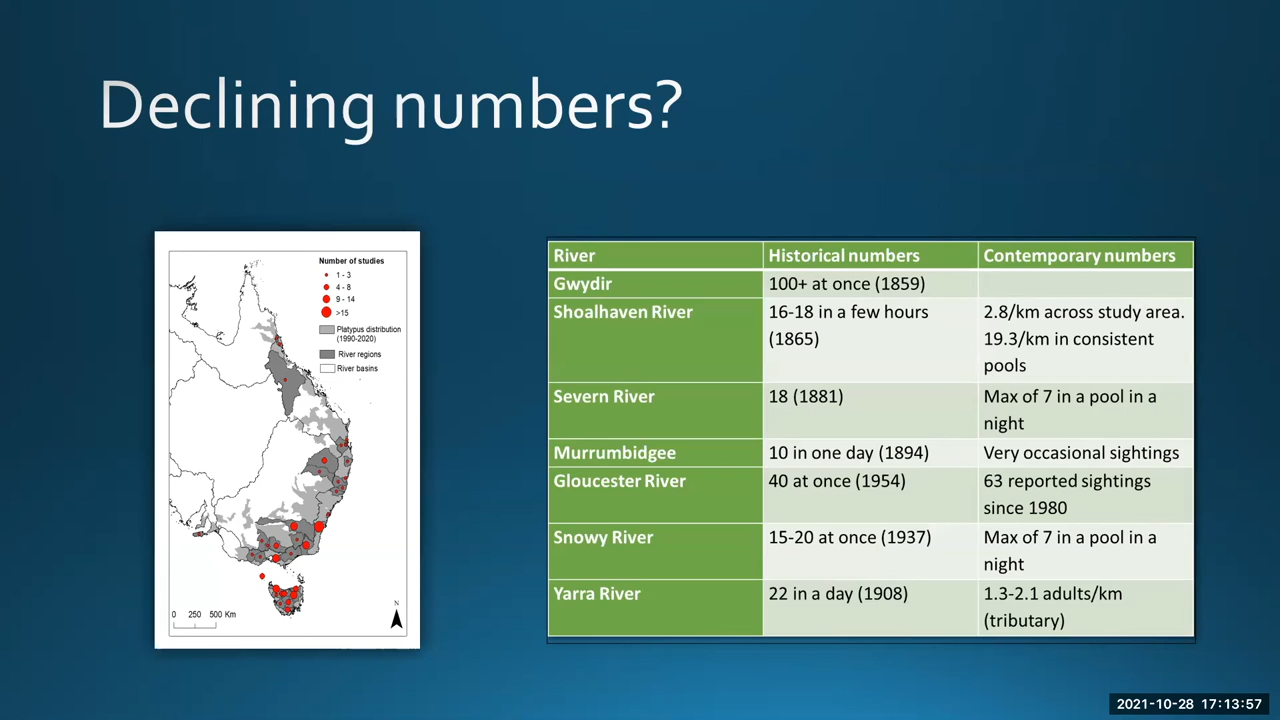 Declining numbers?
Number of studies
1 - 3
4 - 8
9 - 14
>15
Platypus distribution
(1990-2020)
River regions
River basins
0 250 500 Km
N
River Historical numbers Contemporary numbers
Gwydir 100+ at once (1859)
Shoalhaven River 16-18 in a few hours 2.8/km across study area.
(1865) 19.3/km in consistent
pools
Severn River 18 (1881) Max of 7 in a pool in a
night
Murrumbidgee 10 in one day (1894) Very occasional sightings
Gloucester River 40 at once (1954) 63 reported sightings
since 1980
Snowy River 15-20 at once (1937) Max of 7 in a pool in a
night
Yarra River 22 in a day (1908) 1.3-2.1 adults/km
(tributary)
2021-10-28 17:13:57